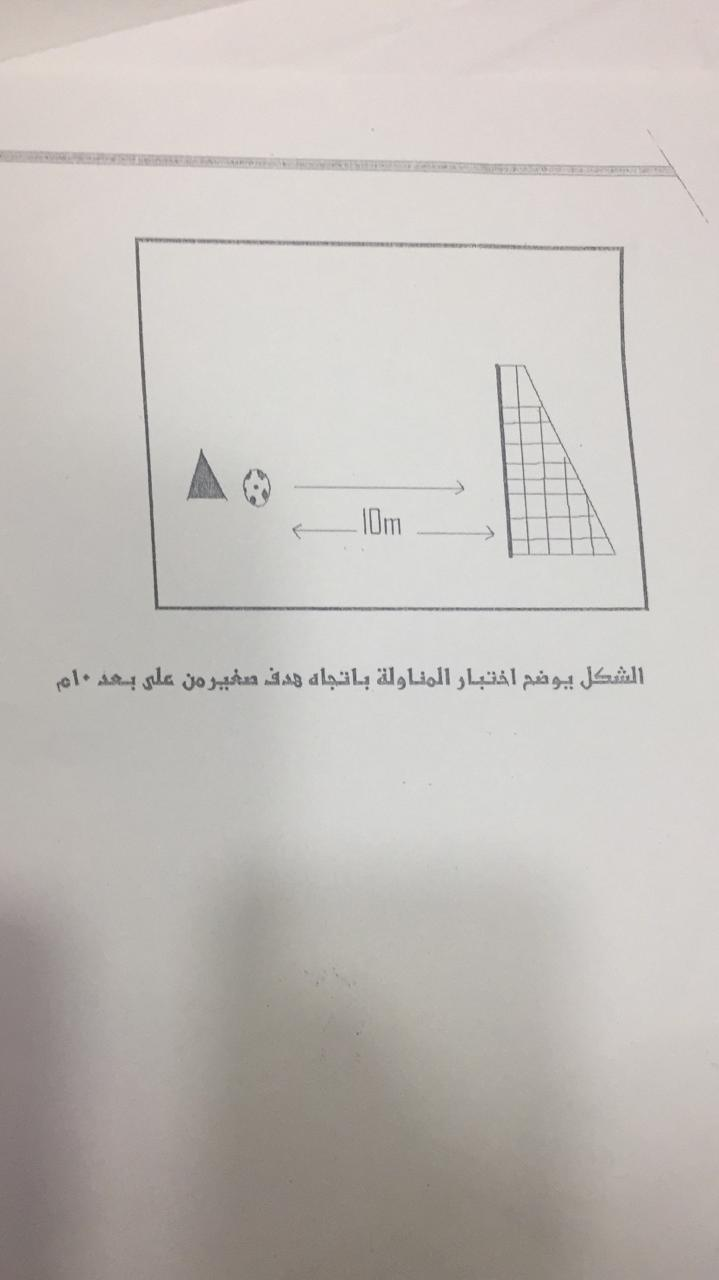 10m
الشكل يوضح اختبار المناولة باتجاه هدف صغير من على بعد ١٠م